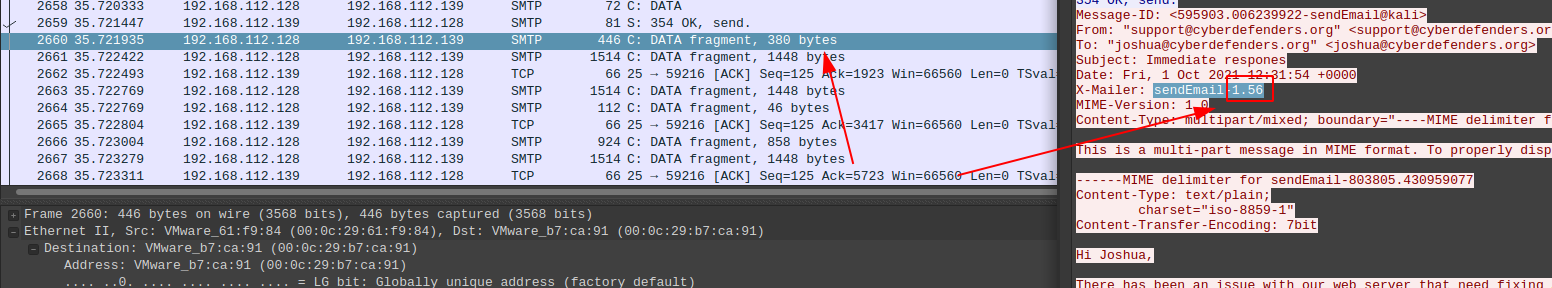 2658 35.720333 192.168.112.128 192.168.112.139 SMTP 72 C: DATA
2659 35.721447 192.168.112.139 192.168.112.128 SMTP 81 S: 354 OK, send.
2660 35.721935 192.168.112.128 192.168.112.139 SMTP 446 C: DATA fragment, 380 bytes
2661 35.722422 192.168.112.128 192.168.112.139 SMTP 1514 C: DATA fragment, 1448 bytes
2662 35.722493 192.168.112.139 192.168.112.128 TCP 66 25 → 59216 [ACK] Seq=125 Ack=1923 Win=66560 Len=0 TSval=
2663 35.722769 192.168.112.128 192.168.112.139 SMTP 1514 C: DATA fragment, 1448 bytes
2664 35.722769 192.168.112.128 192.168.112.139 SMTP 112 C: DATA fragment, 46 bytes
2665 35.722804 192.168.112.139 192.168.112.128 TCP 66 25 → 59216 [ACK] Seq=125 Ack=3417 Win=66560 Len=0 TSval=
2666 35.723004 192.168.112.128 192.168.112.139 SMTP 924 C: DATA fragment, 858 bytes
2667 35.723279 192.168.112.128 192.168.112.139 SMTP 1514 C: DATA fragment, 1448 bytes
2668 35.723311 192.168.112.139 192.168.112.128 TCP 66 25 → 59216 [ACK] Seq=125 Ack=5723 Win=66560 Len=0 TSval=
Frame 2660: 446 bytes on wire (3568 bits), 446 bytes captured (3568 bits)
Ethernet II, Src: VMware_61:f9:84 (00:0c:29:61:f9:84), Dst: VMware_b7:ca:91 (00:0c:29:b7:ca:91)
Destination: VMware_b7:ca:91 (00:0c:29:b7:ca:91)
Address: VMware_b7:ca:91 (00:0c:29:b7:ca:91)
.... ..0. .... .... .... .... = LG bit: Globally unique address (factory default)
354 OK, send.
Message-ID: <595903.006239922-sendEmail@kali>
From: "support@cyberdefenders.org" <support@cyberdefenders.or
To: "joshua@cyberdefenders.org" <joshua@cyberdefenders.org>
Subject: Immediate respones
Date: Fri, 1 Oct 2021 12:31:54 +0000
X-Mailer: sendEmail-1.56
MIME-Version: 1.0
Content-Type: multipart/mixed; boundary="----MIME delimiter f
This is a multi-part message in MIME format. To properly disp
------MIME delimiter for sendEmail-803805.430959077
Content-Type: text/plain;
charset="iso-8859-1"
Content-Transfer-Encoding: 7bit
Hi Joshua,
There has been an issue with our web server that need fixing